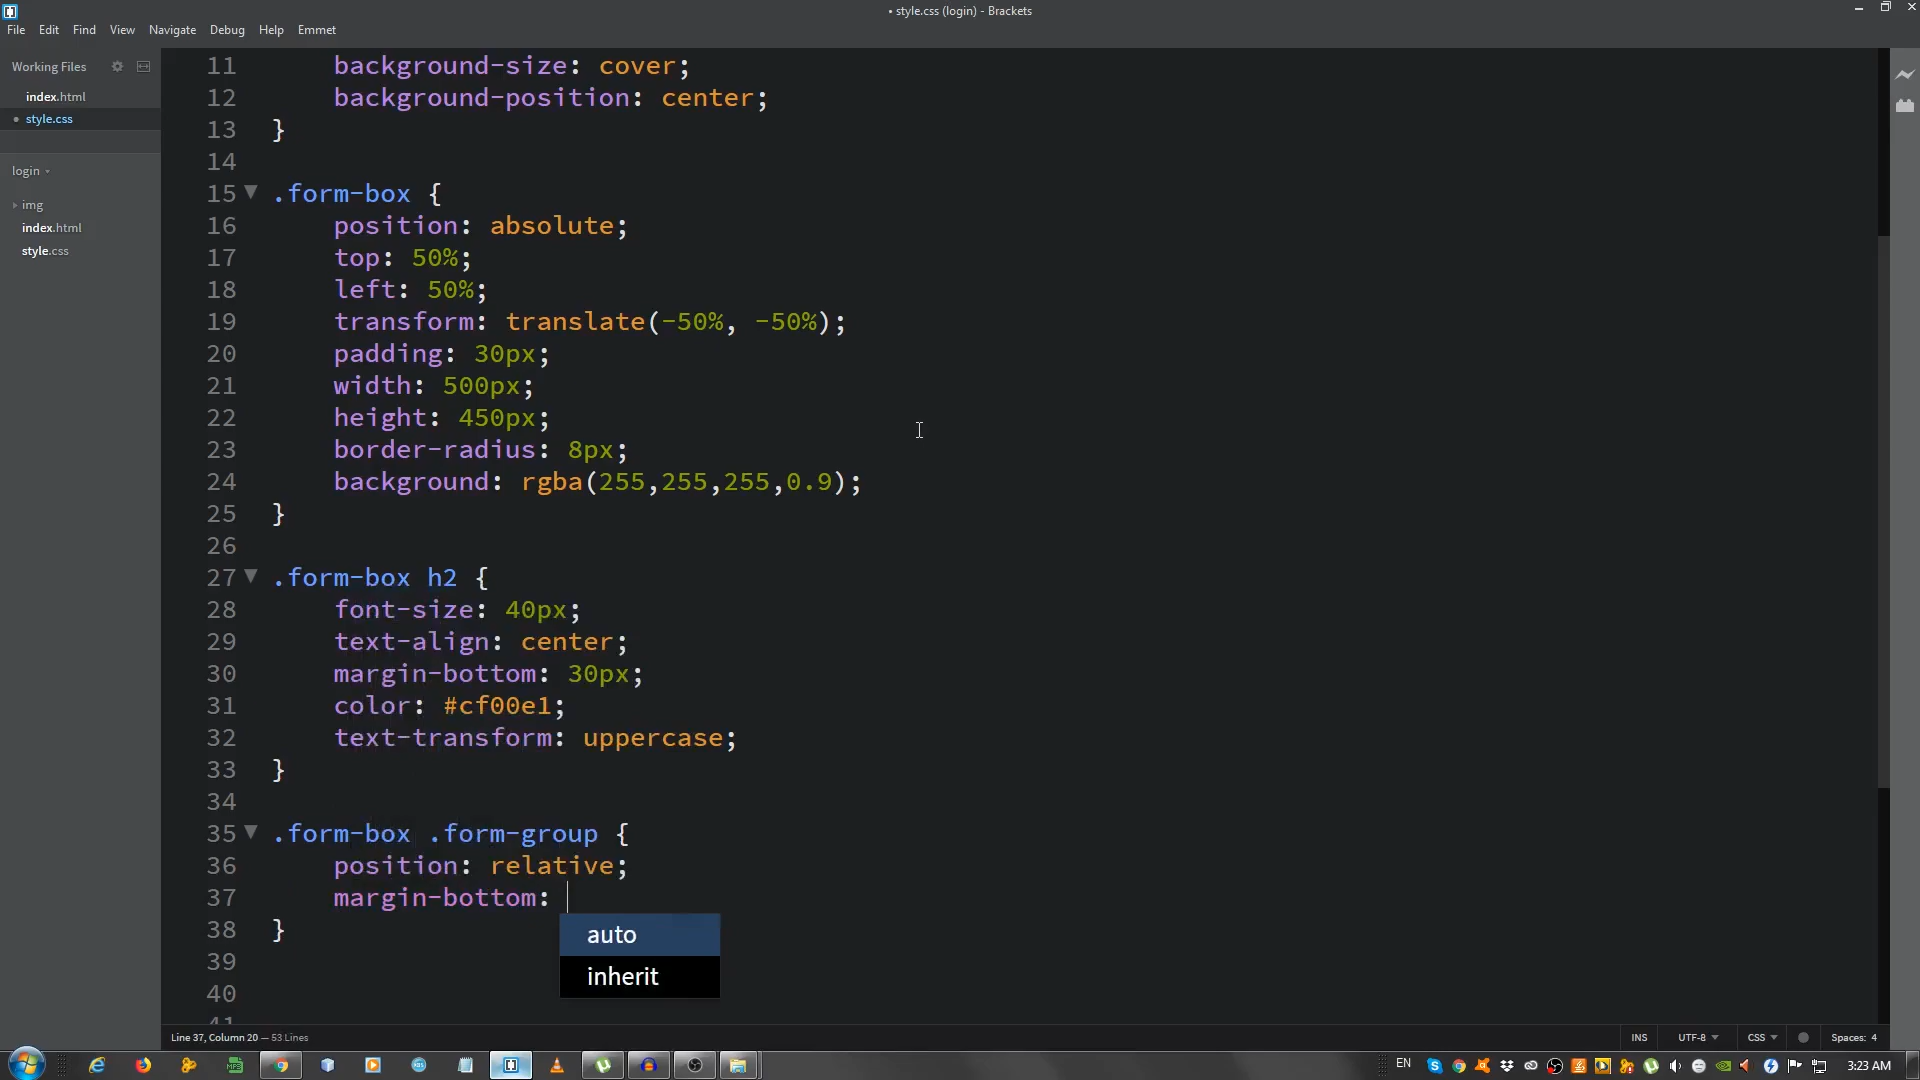 • style.css (login) - Brackets
File Edit Find View Navigate Debug Help Emmet
Working Files
index.html
• style.css
login
img
index.html
style.css
11 background-size: cover;
12 background-position: center;
13 }
14
15 .form-box {
16 position: absolute;
17 top: 50%;
18 left: 50%;
19 transform: translate(-50%, -50%);
20 padding: 30px;
21 width: 500px;
22 height: 450px;
23 border-radius: 8px;
24 background: rgba(255,255,255,0.9);
25 }
26
27 .form-box h2 {
28 font-size: 40px;
29 text-align: center;
30 margin-bottom: 30px;
31 color: #cf00e1;
32 text-transform: uppercase;
33 }
34
35 .form-box .form-group {
36 position: relative;
37 margin-bottom:
38 }
auto
39
inherit
40
41
Line 37, Column 20 — 53 Lines
INS UTF-8 CSS Spaces: 4
EN 3:23 AM